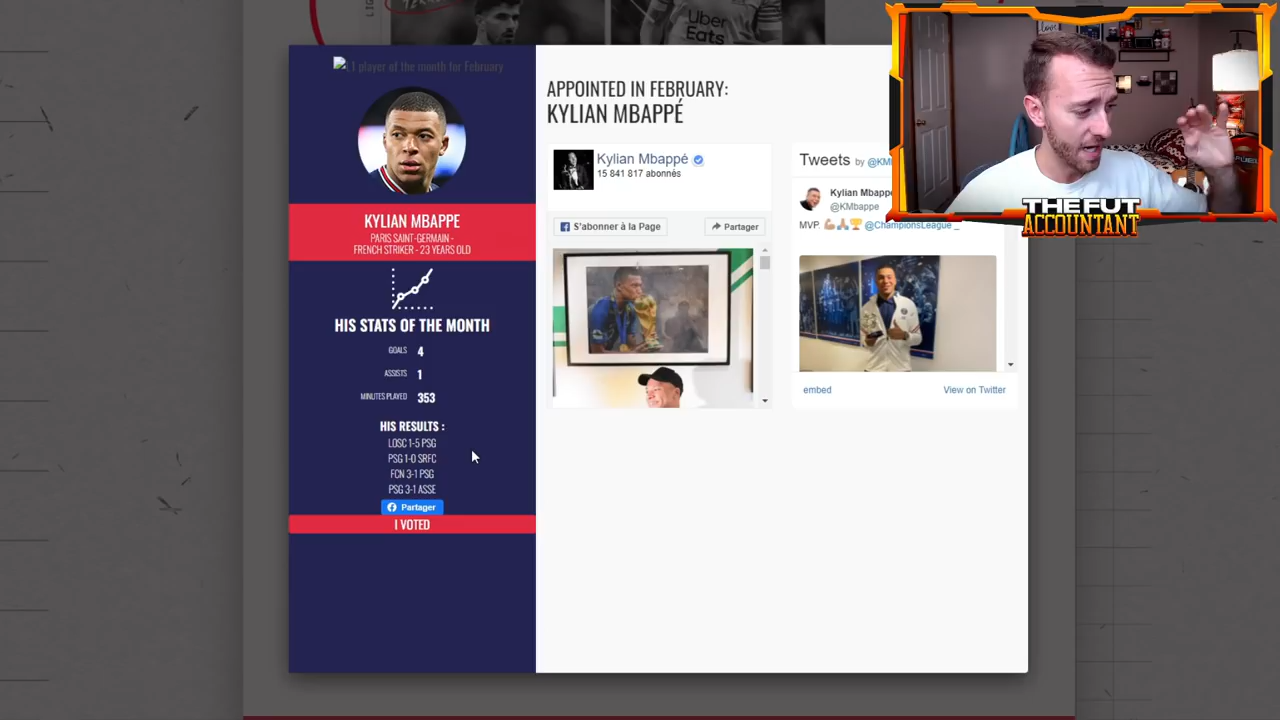 Uber
Eats
L1 player of the month for February
KYLIAN MBAPPE
PARIS SAINT-GERMAIN -
FRENCH STRIKER - 23 YEARS OLD
HIS STATS OF THE MONTH
GOALS 4
ASSISTS 1
MINUTES PLAYED 353
HIS RESULTS :
LOSC 1-5 PSG
PSG 1-0 SRFC
FCN 3-1 PSG
PSG 3-1 ASSE
Partager
I VOTED
APPOINTED IN FEBRUARY:
KYLIAN MBAPPÉ
Kylian Mbappé
15 841 817 abonnés
S'abonner à la Page
Partager
Tweets by @KM
Kylian Mbappé
@KMbappe
MVP. @ChampionsLeague _
embed
View on Twitter
THE FUT
ACCOUNTANT